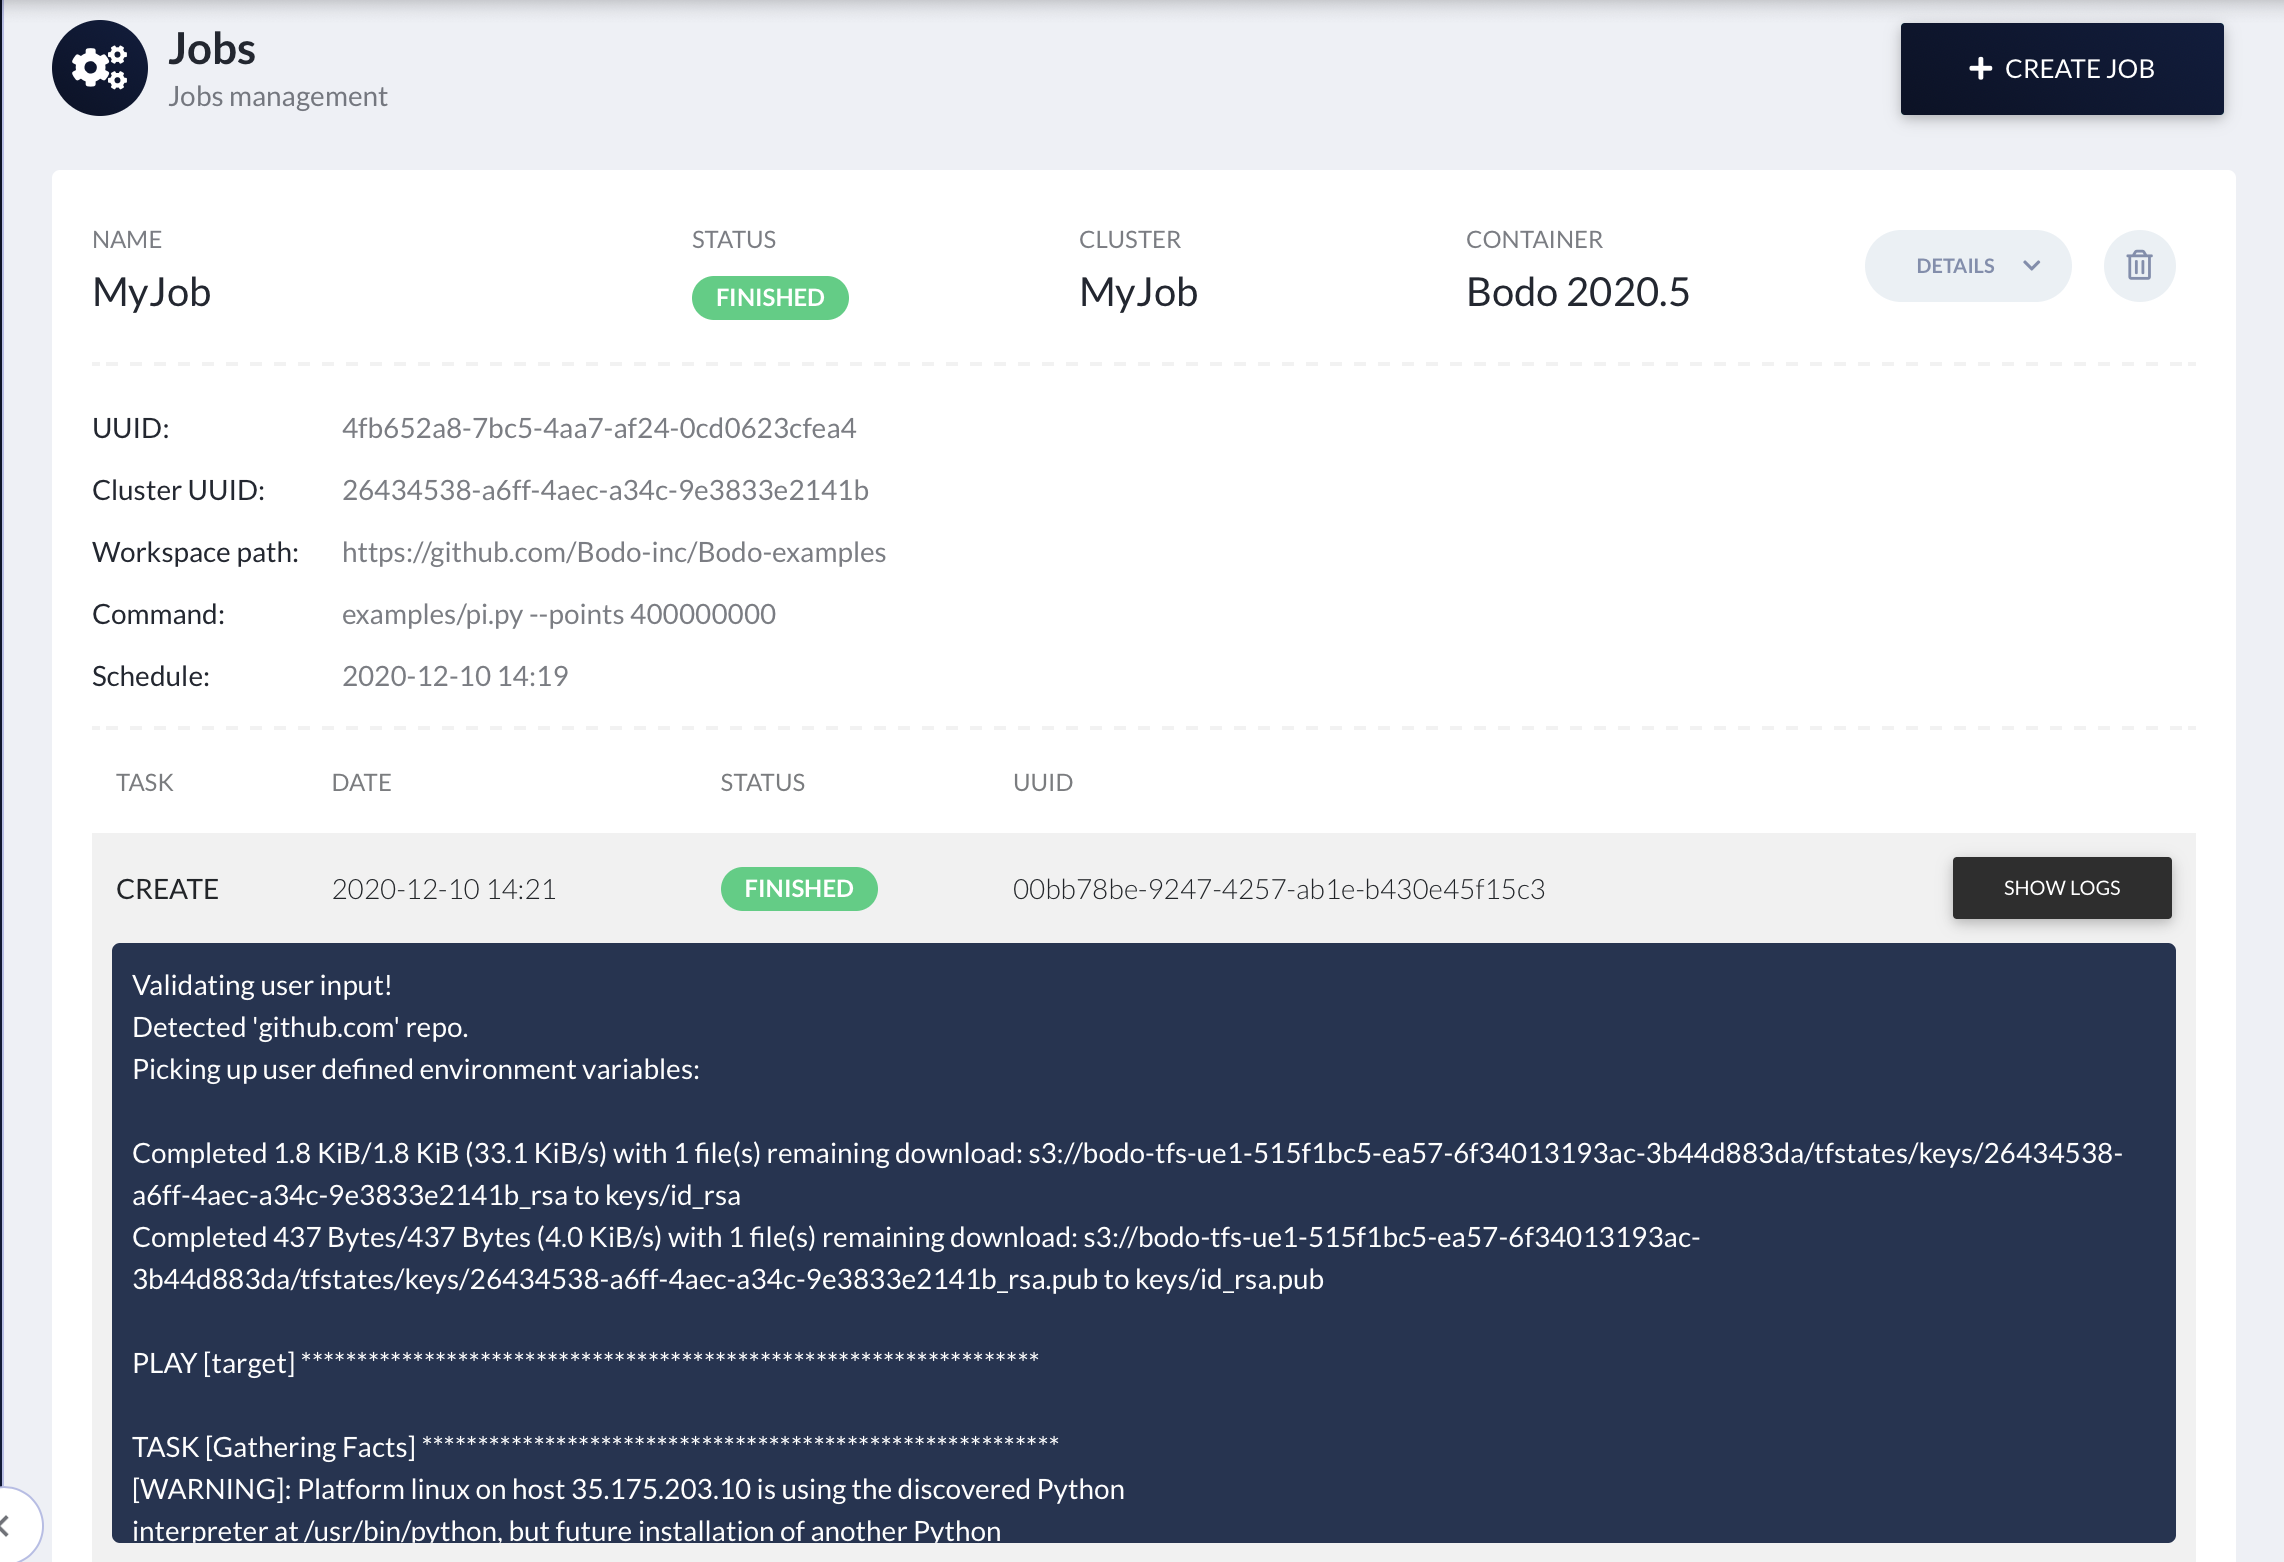 Jobs
Jobs management
CREATE JOB
NAME STATUS CLUSTER CONTAINER
MyJob FINISHED MyJob Bodo 2020.5 DETAILS
UUID: 4fb652a8-7bc5-4aa7-af24-0cd0623cfea4
Cluster UUID: 26434538-a6ff-4aec-a34c-9e3833e2141b
Workspace path: https://github.com/Bodo-inc/Bodo-examples
Command: examples/pi.py --points 400000000
Schedule: 2020-12-10 14:19
TASK DATE STATUS UUID
CREATE 2020-12-10 14:21 FINISHED 00bb78be-9247-4257-ab1e-b430e45f15c3 SHOW LOGS
Validating user input!
Detected 'github.com' repo.
Picking up user defined environment variables:
Completed 1.8 KiB/1.8 KiB (33.1 KiB/s) with 1 file(s) remaining download: s3://bodo-tfs-ue1-515f1bc5-ea57-6f34013193ac-3b44d883da/tfstates/keys/26434538-
a6ff-4aec-a34c-9e3833e2141b_rsa to keys/id_rsa
Completed 437 Bytes/437 Bytes (4.0 KiB/s) with 1 file(s) remaining download: s3://bodo-tfs-ue1-515f1bc5-ea57-6f34013193ac-
3b44d883da/tfstates/keys/26434538-a6ff-4aec-a34c-9e3833e2141b_rsa.pub to keys/id_rsa.pub
PLAY [target] *******************************************************************
TASK [Gathering Facts] **********************************************************
[WARNING]: Platform linux on host 35.175.203.10 is using the discovered Python
interpreter at /usr/bin/python, but future installation of another Python